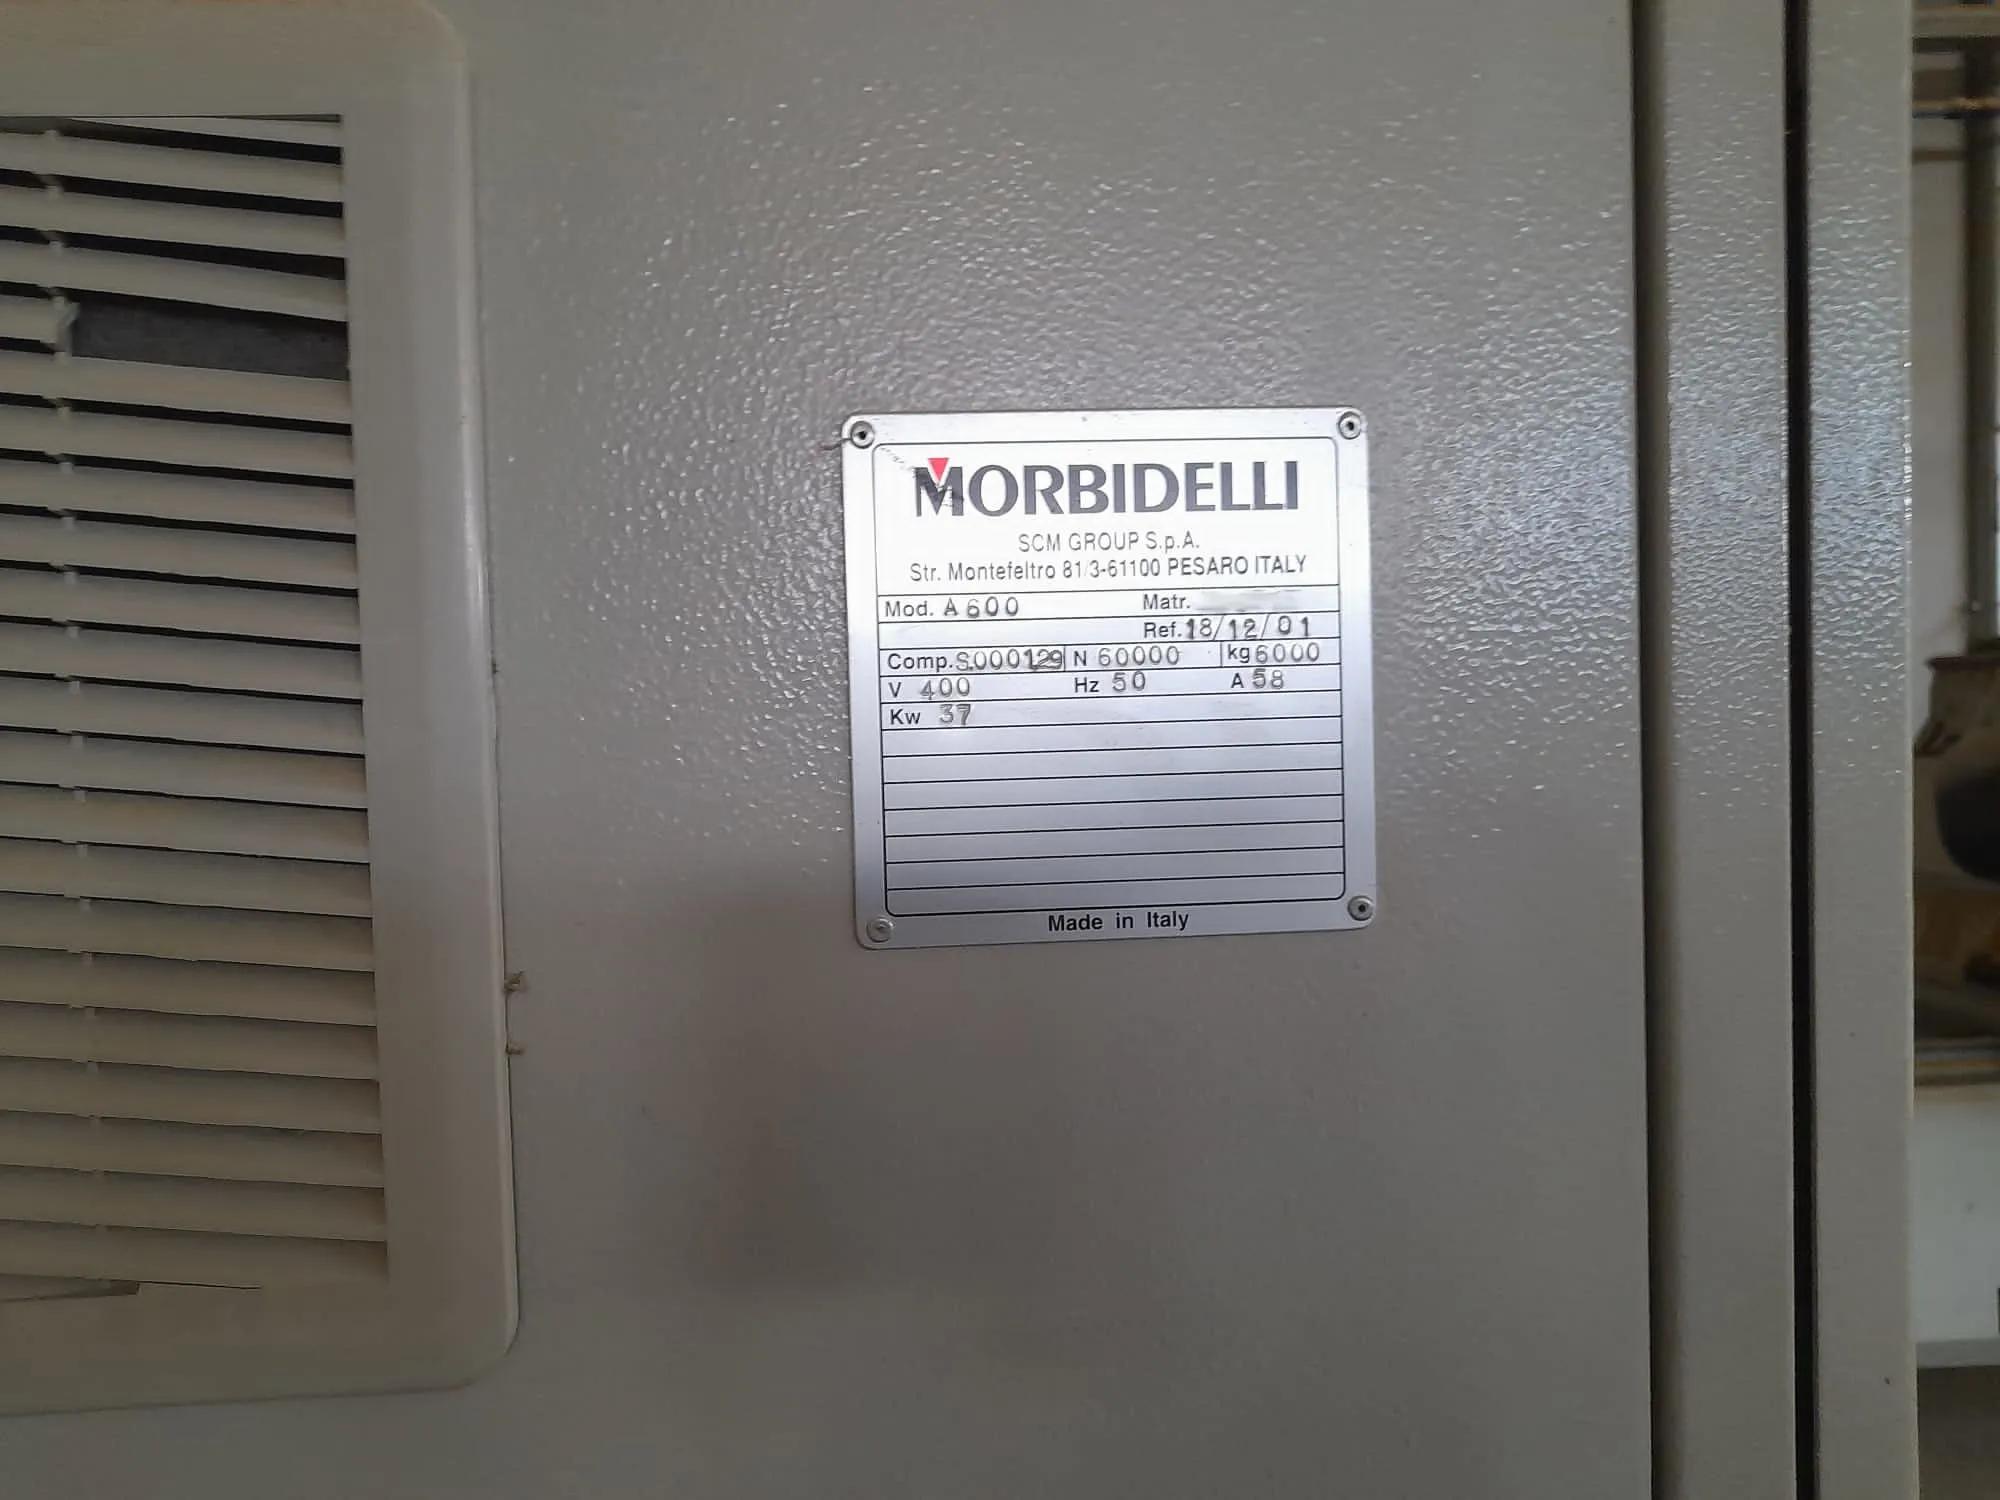 MORBIDELLI
SCM GROUP S.p.A.
Str. Montefeltro 81/3-61100 PESARO ITALY
Mod. A600 Matr.
Ref. 18/12/01
Comp. S.000129 N 60000 kg 6000
V 400 Hz 50 A 58
Kw 37
Made in Italy